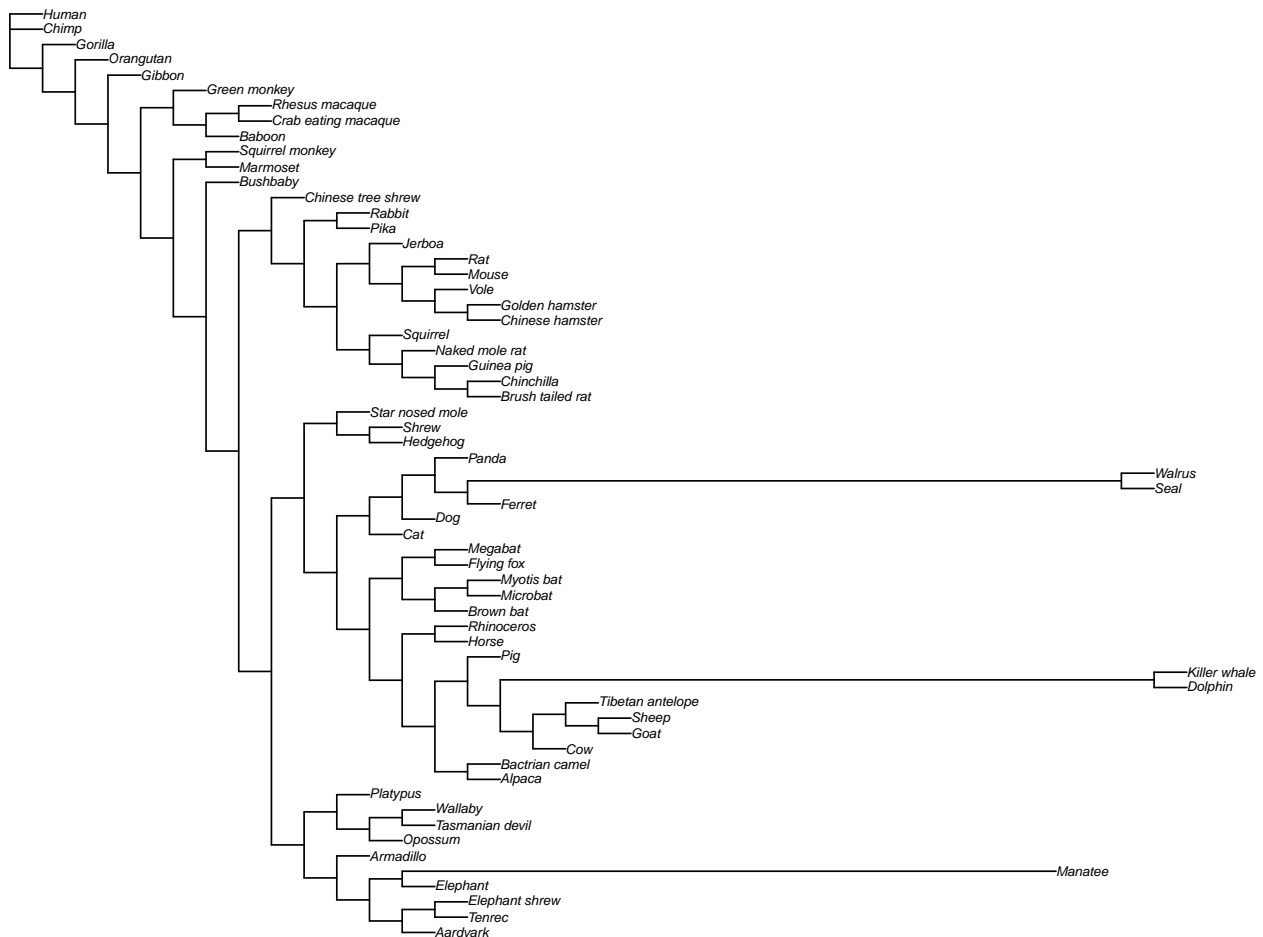 Human
Chimp
Gorilla
Orangutan
Gibbon
Green monkey
Rhesus macaque
Crab eating macaque
Baboon
Squirrel monkey
Marmoset
Bushbaby
Chinese tree shrew
Rabbit
Pika
Jerboa
Rat
Mouse
Vole
Golden hamster
Chinese hamster
Squirrel
Naked mole rat
Guinea pig
Chinchilla
Brush tailed rat
Star nosed mole
Shrew
Hedgehog
Panda
Walrus
Seal
Ferret
Dog
Cat
Megabat
Flying fox
Myotis bat
Microbat
Brown bat
Rhinoceros
Horse
Pig
Killer whale
Dolphin
Tibetan antelope
Sheep
Goat
Cow
Bactrian camel
Alpaca
Platypus
Wallaby
Tasmanian devil
Opossum
Armadillo
Manatee
Elephant
Elephant shrew
Tenrec
Aardvark